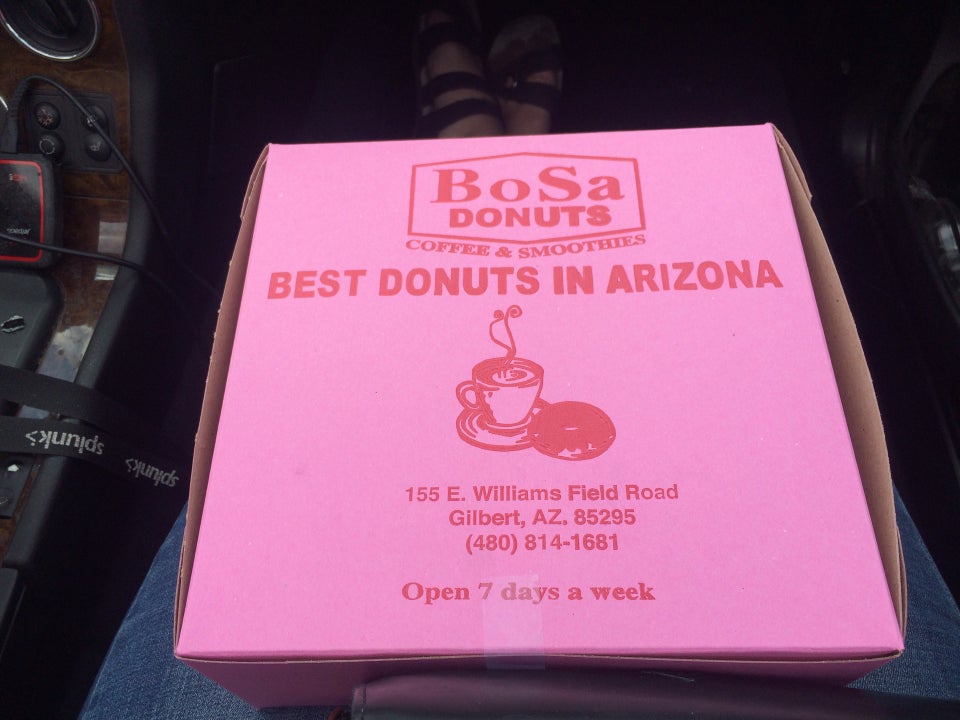 BoSa
DONUTS
COFFEE & SMOOTHIES
BEST DONUTS IN ARIZONA
155 E. Williams Field Road
Gilbert, AZ. 85295
(480) 814-1681
Open 7 days a week
splunk>
splunk>